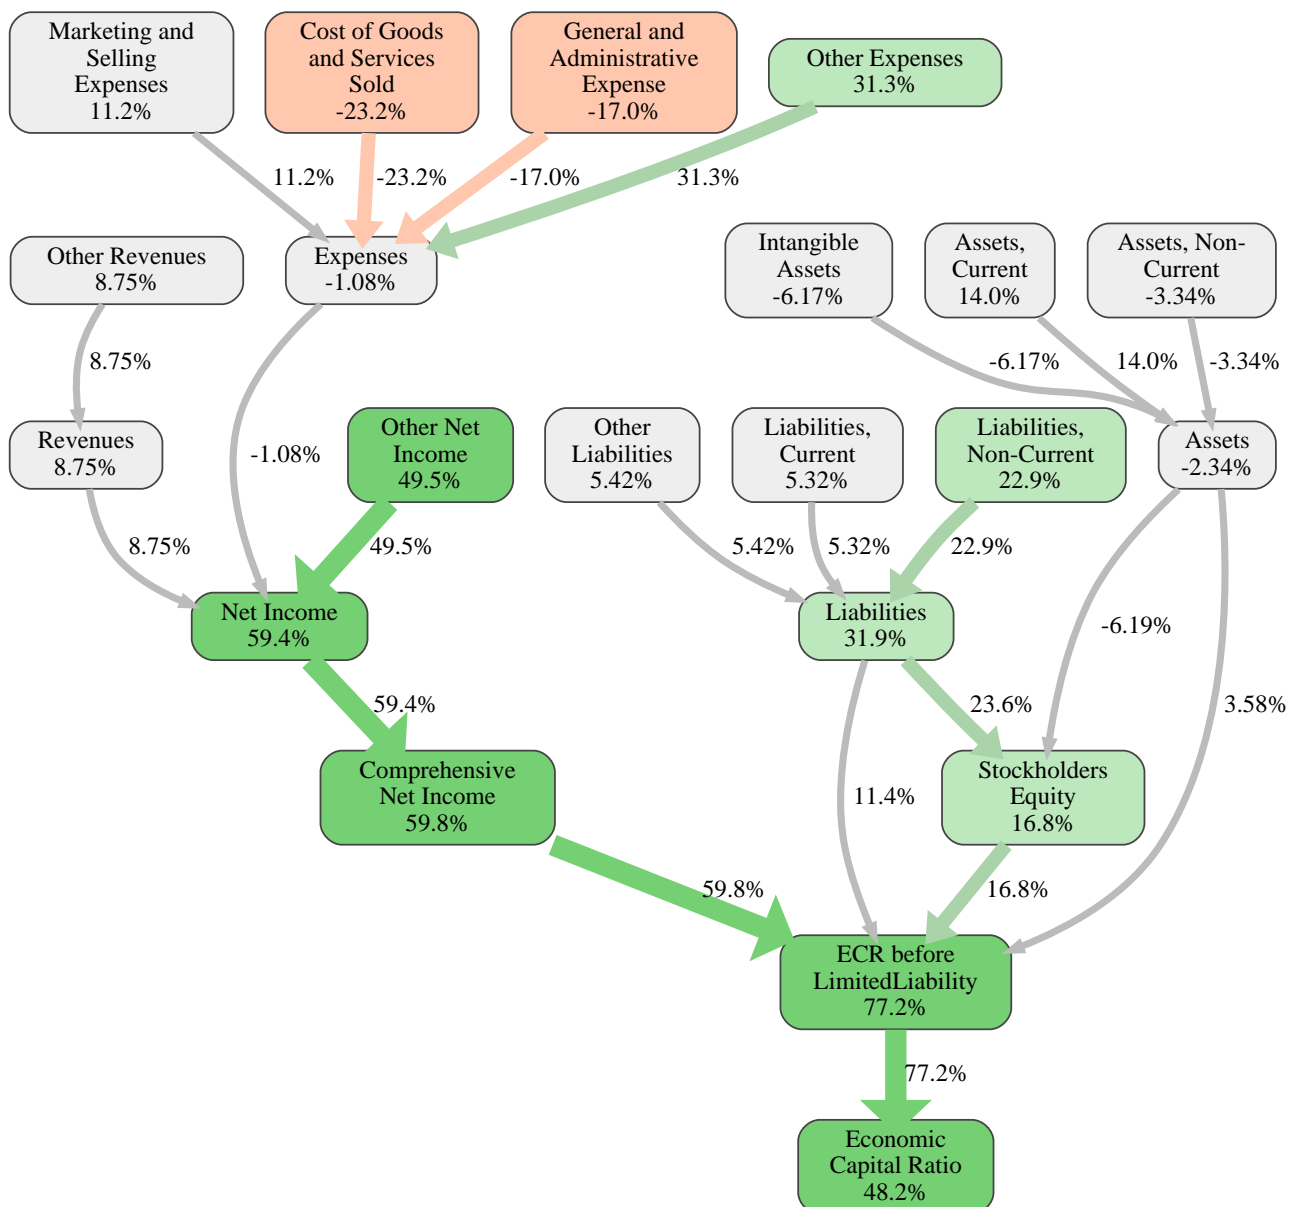 Marketing and
Selling
Expenses
11.2%
Cost of Goods
and Services
Sold
-23.2%
General and
Administrative
Expense
-17.0%
Other Expenses
31.3%
11.2%
-23.2%
-17.0%
31.3%
Other Revenues
8.75%
Expenses
-1.08%
Intangible
Assets
-6.17%
Assets,
Current
14.0%
Assets, Non-
Current
-3.34%
8.75%
-6.17%
14.0%
-3.34%
Revenues
8.75%
-1.08%
Other Net
Income
49.5%
Other
Liabilities
5.42%
Liabilities,
Current
5.32%
Liabilities,
Non-Current
22.9%
Assets
-2.34%
8.75%
49.5%
5.42%
5.32%
22.9%
Net Income
59.4%
Liabilities
31.9%
-6.19%
59.4%
23.6%
3.58%
Comprehensive
Net Income
59.8%
11.4%
Stockholders
Equity
16.8%
59.8%
16.8%
ECR before
LimitedLiability
77.2%
77.2%
Economic
Capital Ratio
48.2%